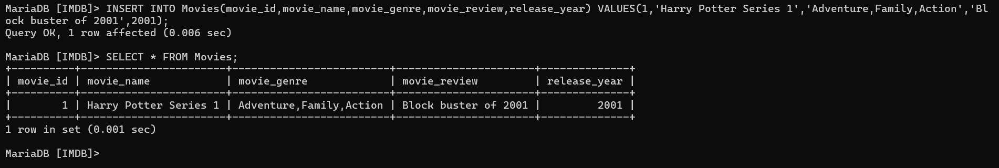 MariaDB [IMDB]> INSERT INTO Movies(movie_id,movie_name,movie_genre,movie_review,release_year) VALUES(1,'Harry Potter Series 1','Adventure,Family,Action','Bl
ock buster of 2001',2001);
Query OK, 1 row affected (0.006 sec)

MariaDB [IMDB]> SELECT * FROM Movies;
+----------+-----------------------+-------------------------+----------------------+--------------+
| movie_id | movie_name            | movie_genre             | movie_review         | release_year |
+----------+-----------------------+-------------------------+----------------------+--------------+
|        1 | Harry Potter Series 1 | Adventure,Family,Action | Block buster of 2001 |         2001 |
+----------+-----------------------+-------------------------+----------------------+--------------+
1 row in set (0.001 sec)

MariaDB [IMDB]>